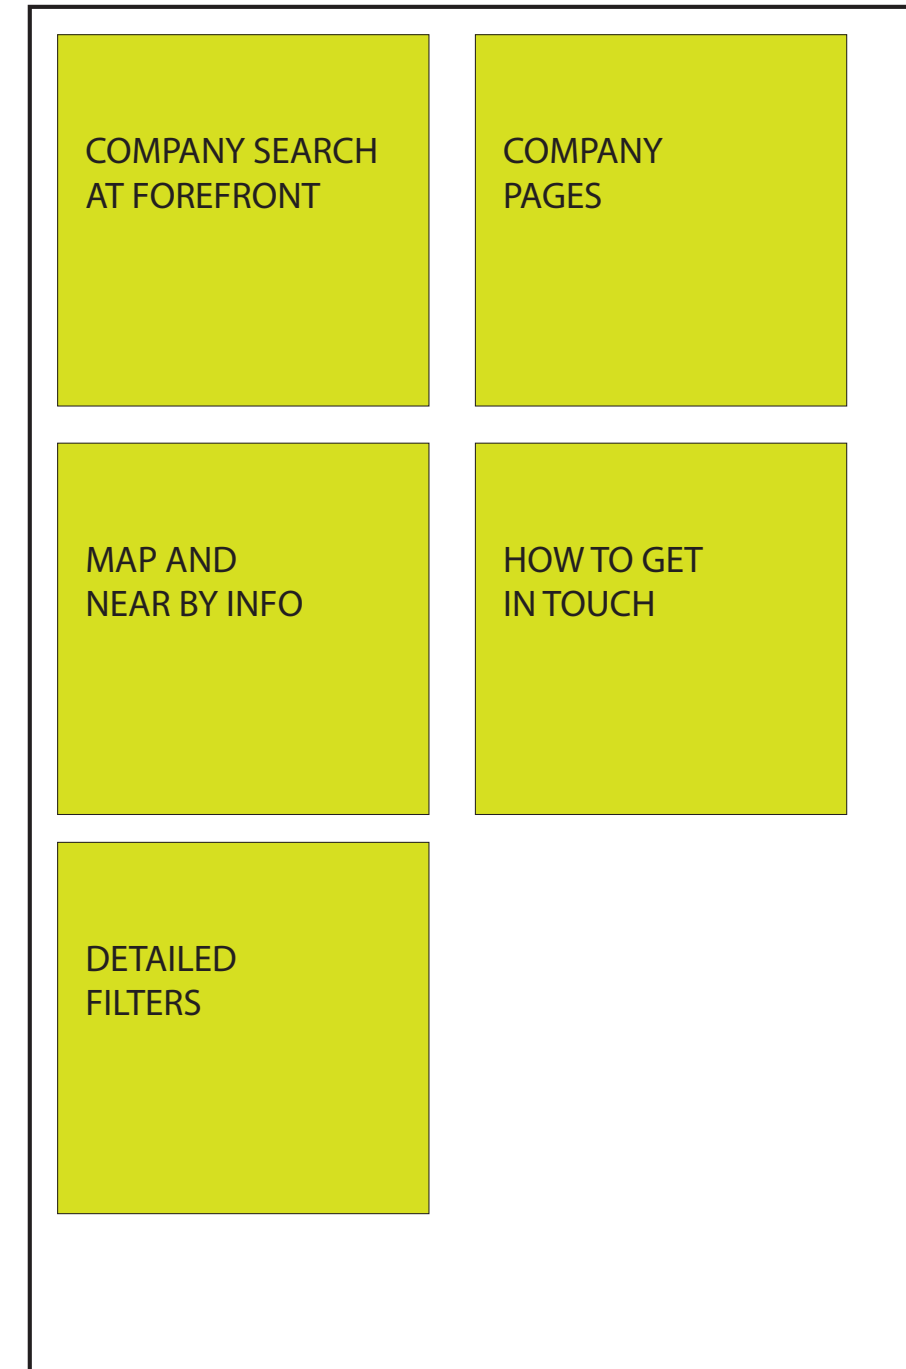 COMPANY SEARCH
AT FOREFRONT
COMPANY
PAGES
MAP AND
NEAR BY INFO
HOW TO GET
IN TOUCH
DETAILED
FILTERS